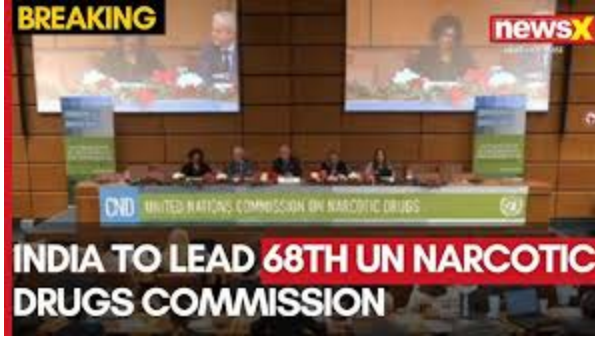 BREAKING
newsX
CND UNITED NATIONS COMMISSION ON NARCOTIC DRUGS
INDIA TO LEAD 68TH UN NARCOTIC
DRUGS COMMISSION